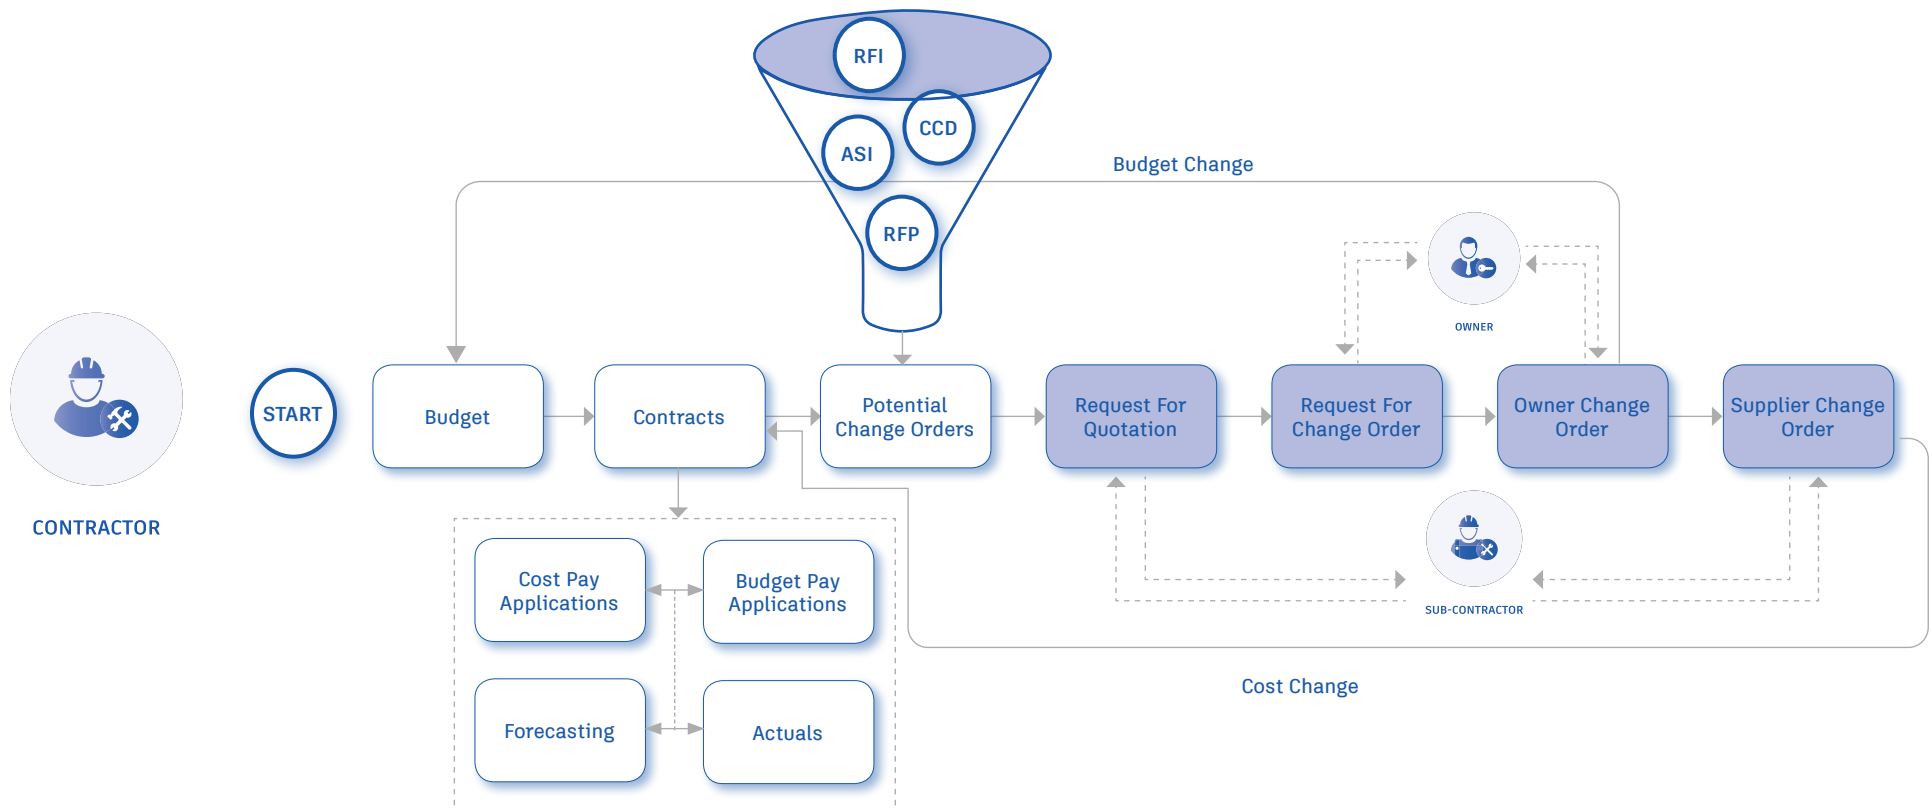 RFI
CCD
ASI
RFP
Budget Change
OWNER
CONTRACTOR
START
Budget
Contracts
Potential
Change Orders
Request For
Quotation
Request For
Change Order
Owner Change
Order
Supplier Change
Order
SUB-CONTRACTOR
Cost Change
Cost Pay
Applications
Budget Pay
Applications
Forecasting
Actuals